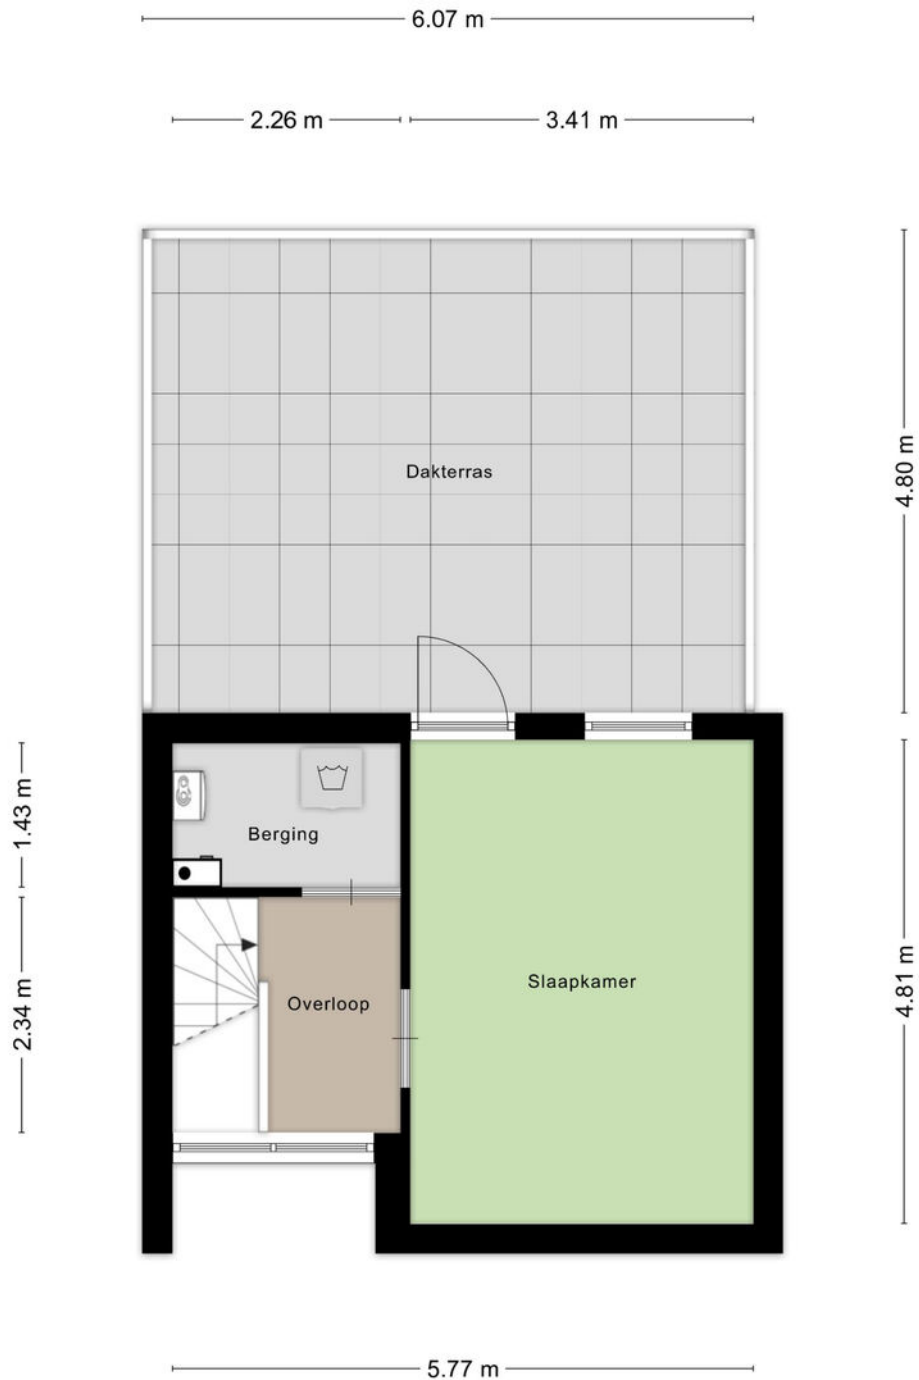 6.07 m
2.26 m
3.41 m
4.80 m
Dakterras
1.43 m
Berging
2.34 m
Overloop
Slaapkamer
4.81 m
5.77 m